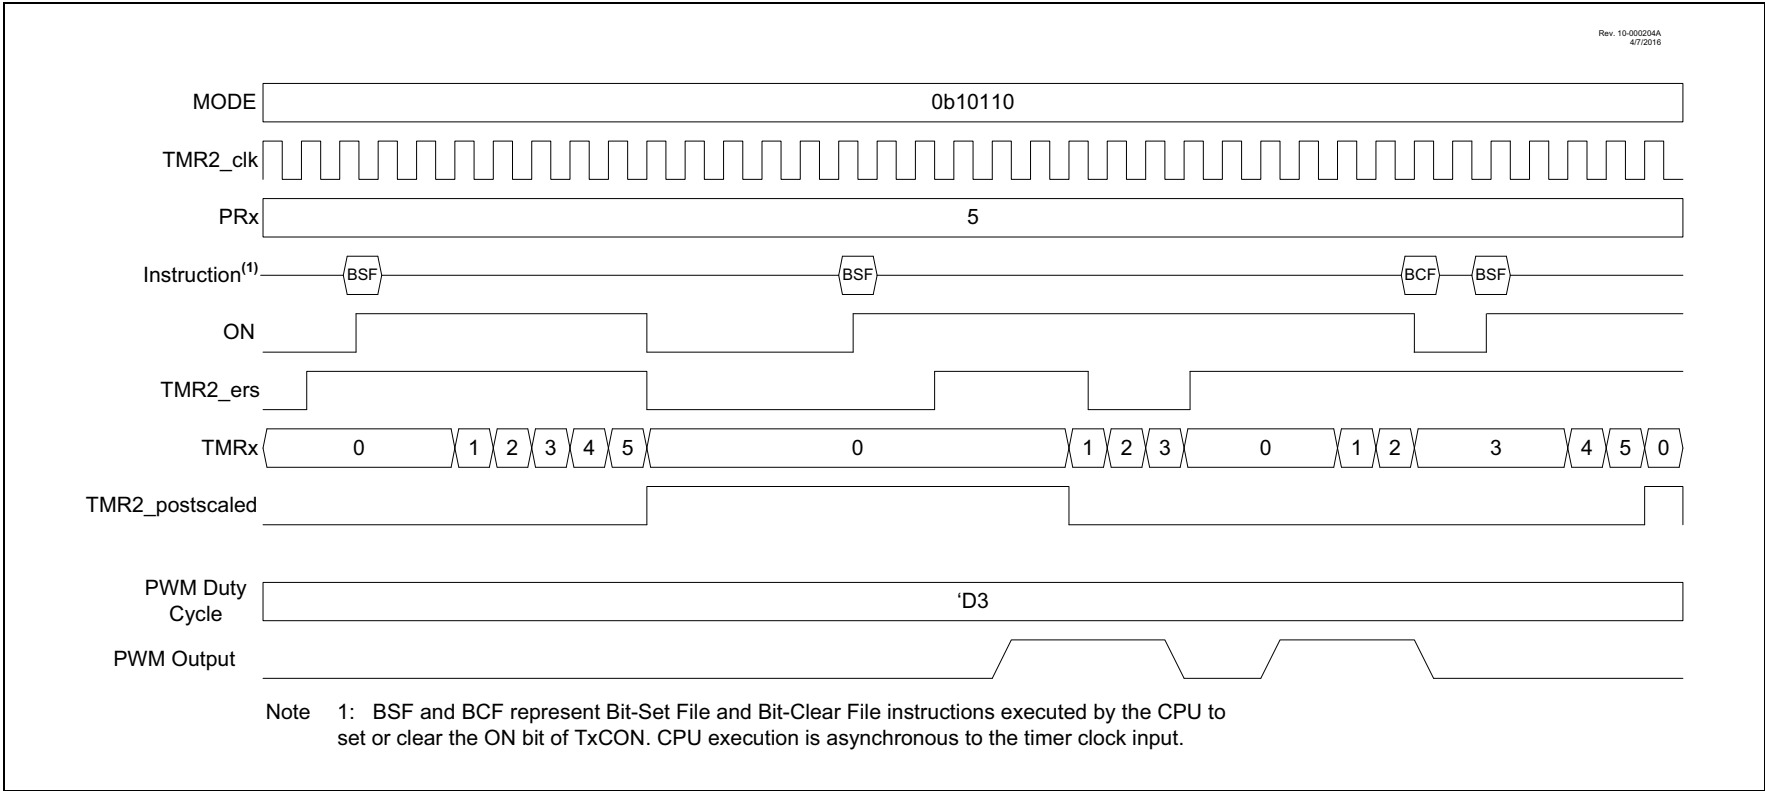 Rev. 10-000204A
4/7/2016
MODE 0b10110
TMR2_clk
PRx 5
Instruction(1) BSF BSF BCF BSF
ON
TMR2_ers
TMRx 0 1 2 3 4 5 0 1 2 3 0 1 2 3 4 5 0
TMR2_postscaled
PWM Duty
Cycle
‘D3
PWM Output
Note 1: BSF and BCF represent Bit-Set File and Bit-Clear File instructions executed by the CPU to
set or clear the ON bit of TxCON. CPU execution is asynchronous to the timer clock input.